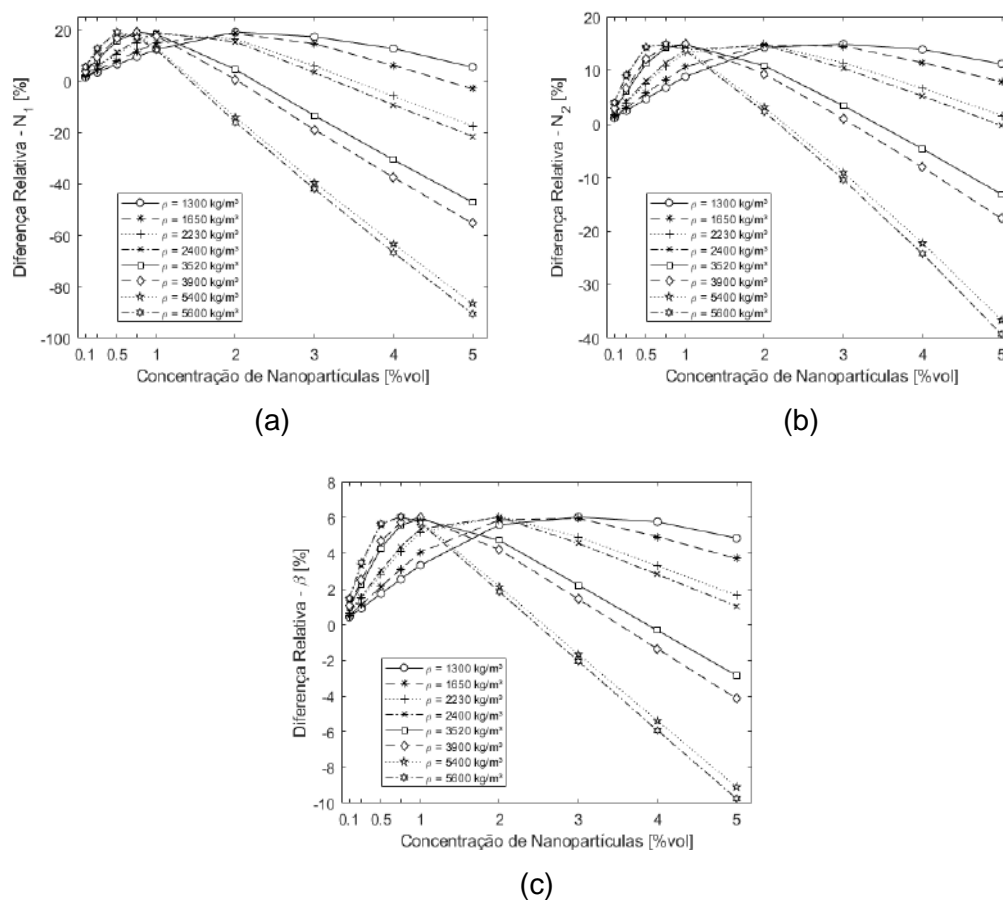 20
0
-20
-40
-60
-80
-100
Diferença Relativa - N1 [%]
ρ = 1300 kg/m³
ρ = 1650 kg/m³
ρ = 2230 kg/m³
ρ = 2400 kg/m³
ρ = 3520 kg/m³
ρ = 3900 kg/m³
ρ = 5400 kg/m³
ρ = 5600 kg/m³
0.1 0.5 1 2 3 4 5
Concentração de Nanopartículas [%vol]
(a)
20
10
0
-10
-20
-30
-40
Diferença Relativa - N2 [%]
ρ = 1300 kg/m³
ρ = 1650 kg/m³
ρ = 2230 kg/m³
ρ = 2400 kg/m³
ρ = 3520 kg/m³
ρ = 3900 kg/m³
ρ = 5400 kg/m³
ρ = 5600 kg/m³
0.1 0.5 1 2 3 4 5
Concentração de Nanopartículas [%vol]
(b)
8
6
4
2
0
-2
-4
-6
-8
-10
Diferença Relativa - β [%]
ρ = 1300 kg/m³
ρ = 1650 kg/m³
ρ = 2230 kg/m³
ρ = 2400 kg/m³
ρ = 3520 kg/m³
ρ = 3900 kg/m³
ρ = 5400 kg/m³
ρ = 5600 kg/m³
0.1 0.5 1 2 3 4 5
Concentração de Nanopartículas [%vol]
(c)